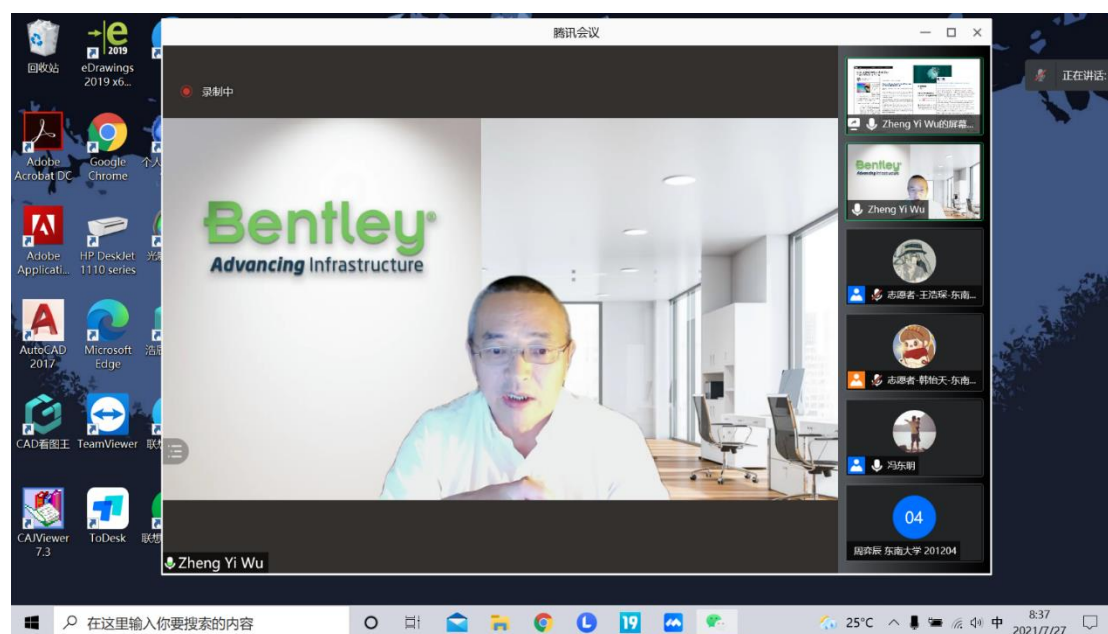 回收站
eDrawings
2019 x6...
2019
Adobe
Acrobat DC
Google
Chrome
个人
Adobe
Applicati...
HP DeskJet
1110 series
AutoCAD
2017
Microsoft
Edge
CAD看图王
TeamViewer
CAJViewer
7.3
ToDesk
腾讯会议
录制中
Bentley®
Advancing Infrastructure
Zheng Yi Wu
Zheng Yi Wu的屏幕...
Bentley
Zheng Yi Wu
志愿者-王浩琛-东南...
志愿者-韩怡天-东南...
冯东明
04
周弈辰 东南大学 201204
正在讲话:
在这里输入你要搜索的内容
19
25°C
中
8:37
2021/7/27